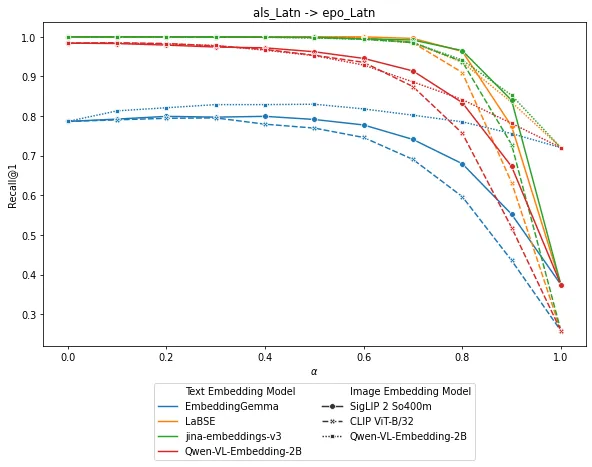 als_Latn -> epo_Latn
Recall@1
1.0
0.9
0.8
0.7
0.6
0.5
0.4
0.3
0.0
0.2
0.4
0.6
0.8
1.0
α
Text Embedding Model
EmbeddingGemma
LaBSE
jina-embeddings-v3
Qwen-VL-Embedding-2B
Image Embedding Model
SigLIP 2 So400m
CLIP ViT-B/32
Qwen-VL-Embedding-2B